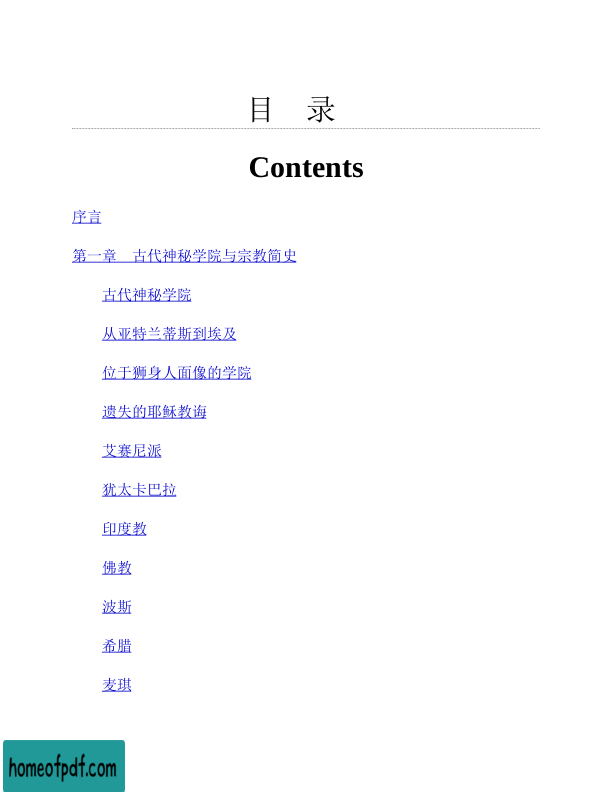 目 录
Contents
序言
第一章 古代神秘学院与宗教简史
古代神秘学院
从亚特兰蒂斯到埃及
位于狮身人面像的学院
遗失的耶稣教诲
艾赛尼派
犹太卡巴拉
印度教
佛教
波斯
希腊
麦琪
homeofpdf.com